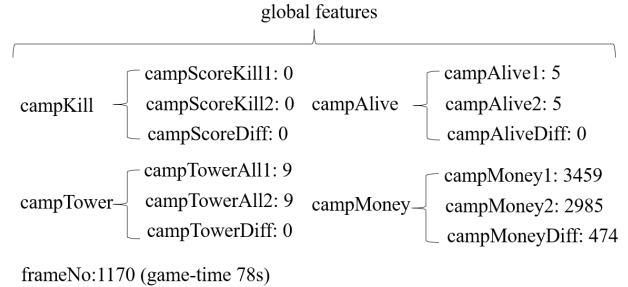 global features
campKill
campScoreKill1: 0
campScoreKill2: 0
campScoreDiff: 0
campAlive
campAlive1: 5
campAlive2: 5
campAliveDiff: 0
campTower
campTowerAll1: 9
campTowerAll2: 9
campTowerDiff: 0
campMoney
campMoney1: 3459
campMoney2: 2985
campMoneyDiff: 474
frameNo:1170 (game-time 78s)